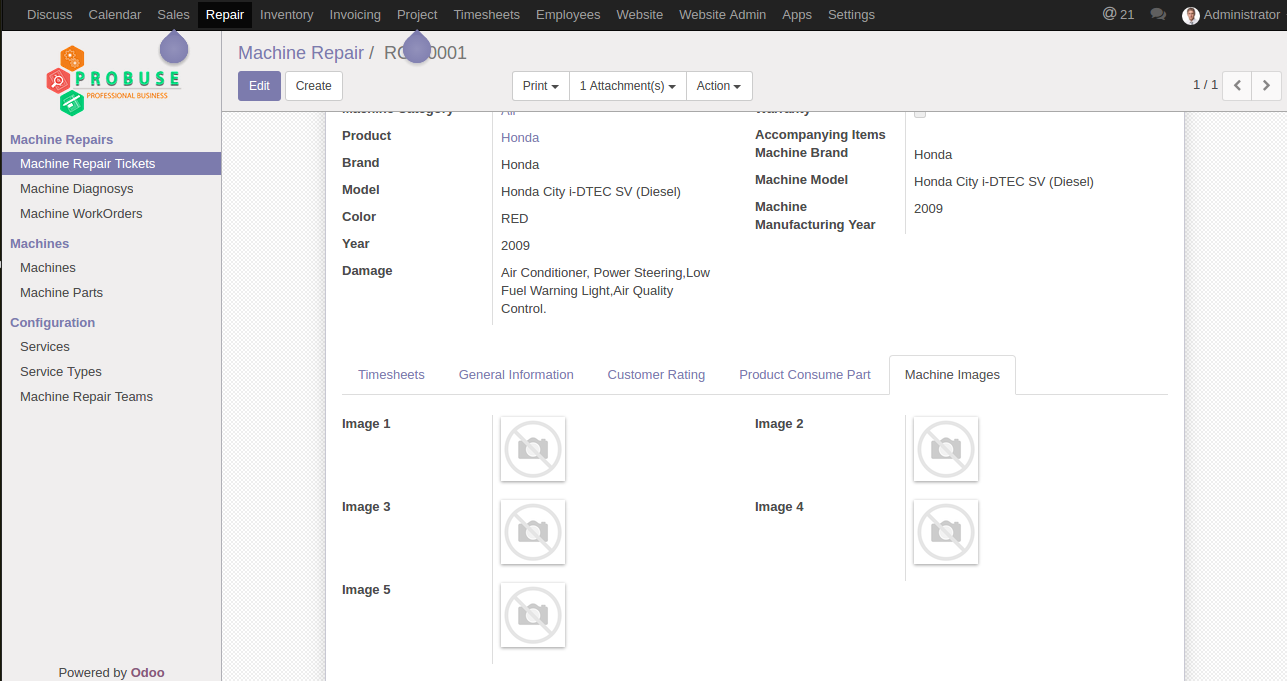 Discuss Calendar Sales Repair Inventory Invoicing Project Timesheets Employees Website Website Admin Apps Settings @ 21 Administrator
PROBUSE
PROFESSIONAL BUSINESS
Machine Repairs
Machine Repair Tickets
Machine Diagnosys
Machine WorkOrders
Machines
Machines
Machine Parts
Configuration
Services
Service Types
Machine Repair Teams
Powered by Odoo
Machine Repair / 0001
Edit Create Print 1 Attachment(s) Action 1 / 1
Product Honda
Brand Honda
Model Honda City i-DTEC SV (Diesel)
Color RED
Year 2009
Damage Air Conditioner, Power Steering,Low
Fuel Warning Light,Air Quality
Control.
Warranty
Accompanying Items
Machine Brand Honda
Machine Model Honda City i-DTEC SV (Diesel)
Machine
Manufacturing Year 2009
Timesheets General Information Customer Rating Product Consume Part Machine Images
Image 1 Image 2
Image 3 Image 4
Image 5